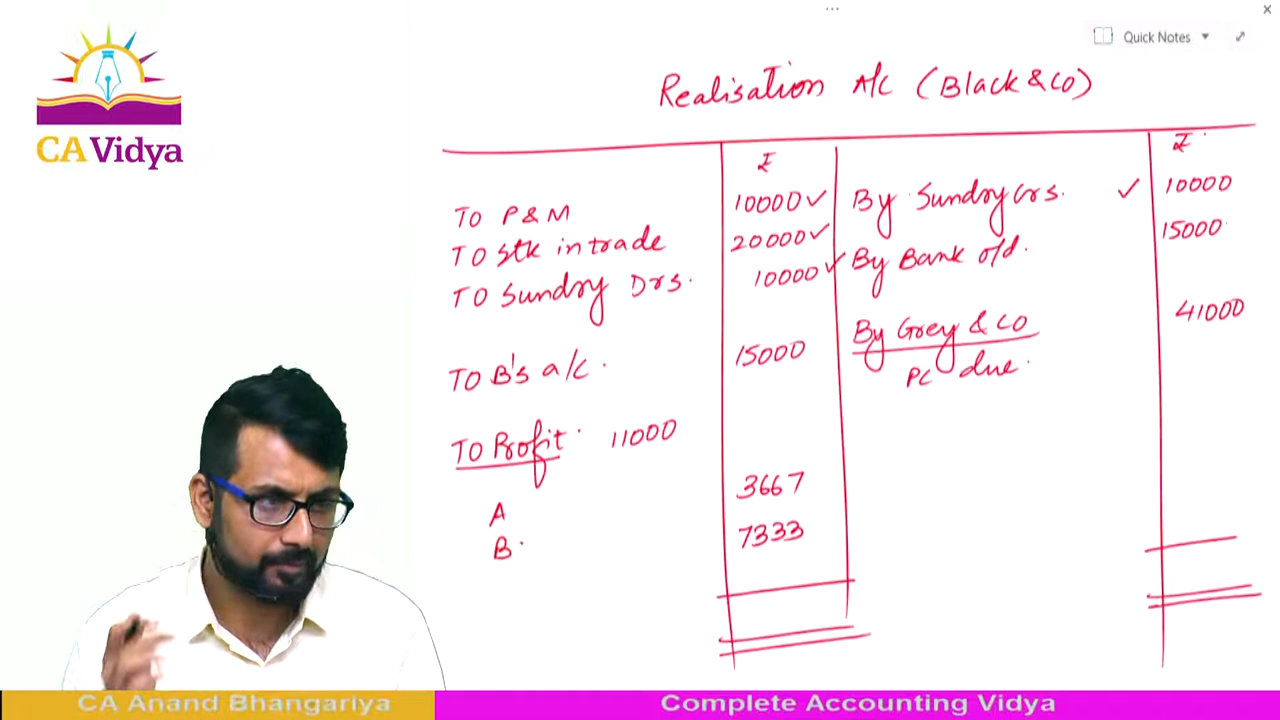 Quick Notes
CA Vidya
Realisation A/c (Black & Co)
₹
₹
To P & M 10000 ✓
By Sundry Crs. ✓ 10000
To Stk in trade 20000 ✓
By Bank o/d. 15000
To Sundry Drs. 10000 ✓
By Grey & Co 41000
PC due.
To B's a/c. 15000
To Profit 11000
A 3667
B 7333
CA Anand Bhangariya
Complete Accounting Vidya